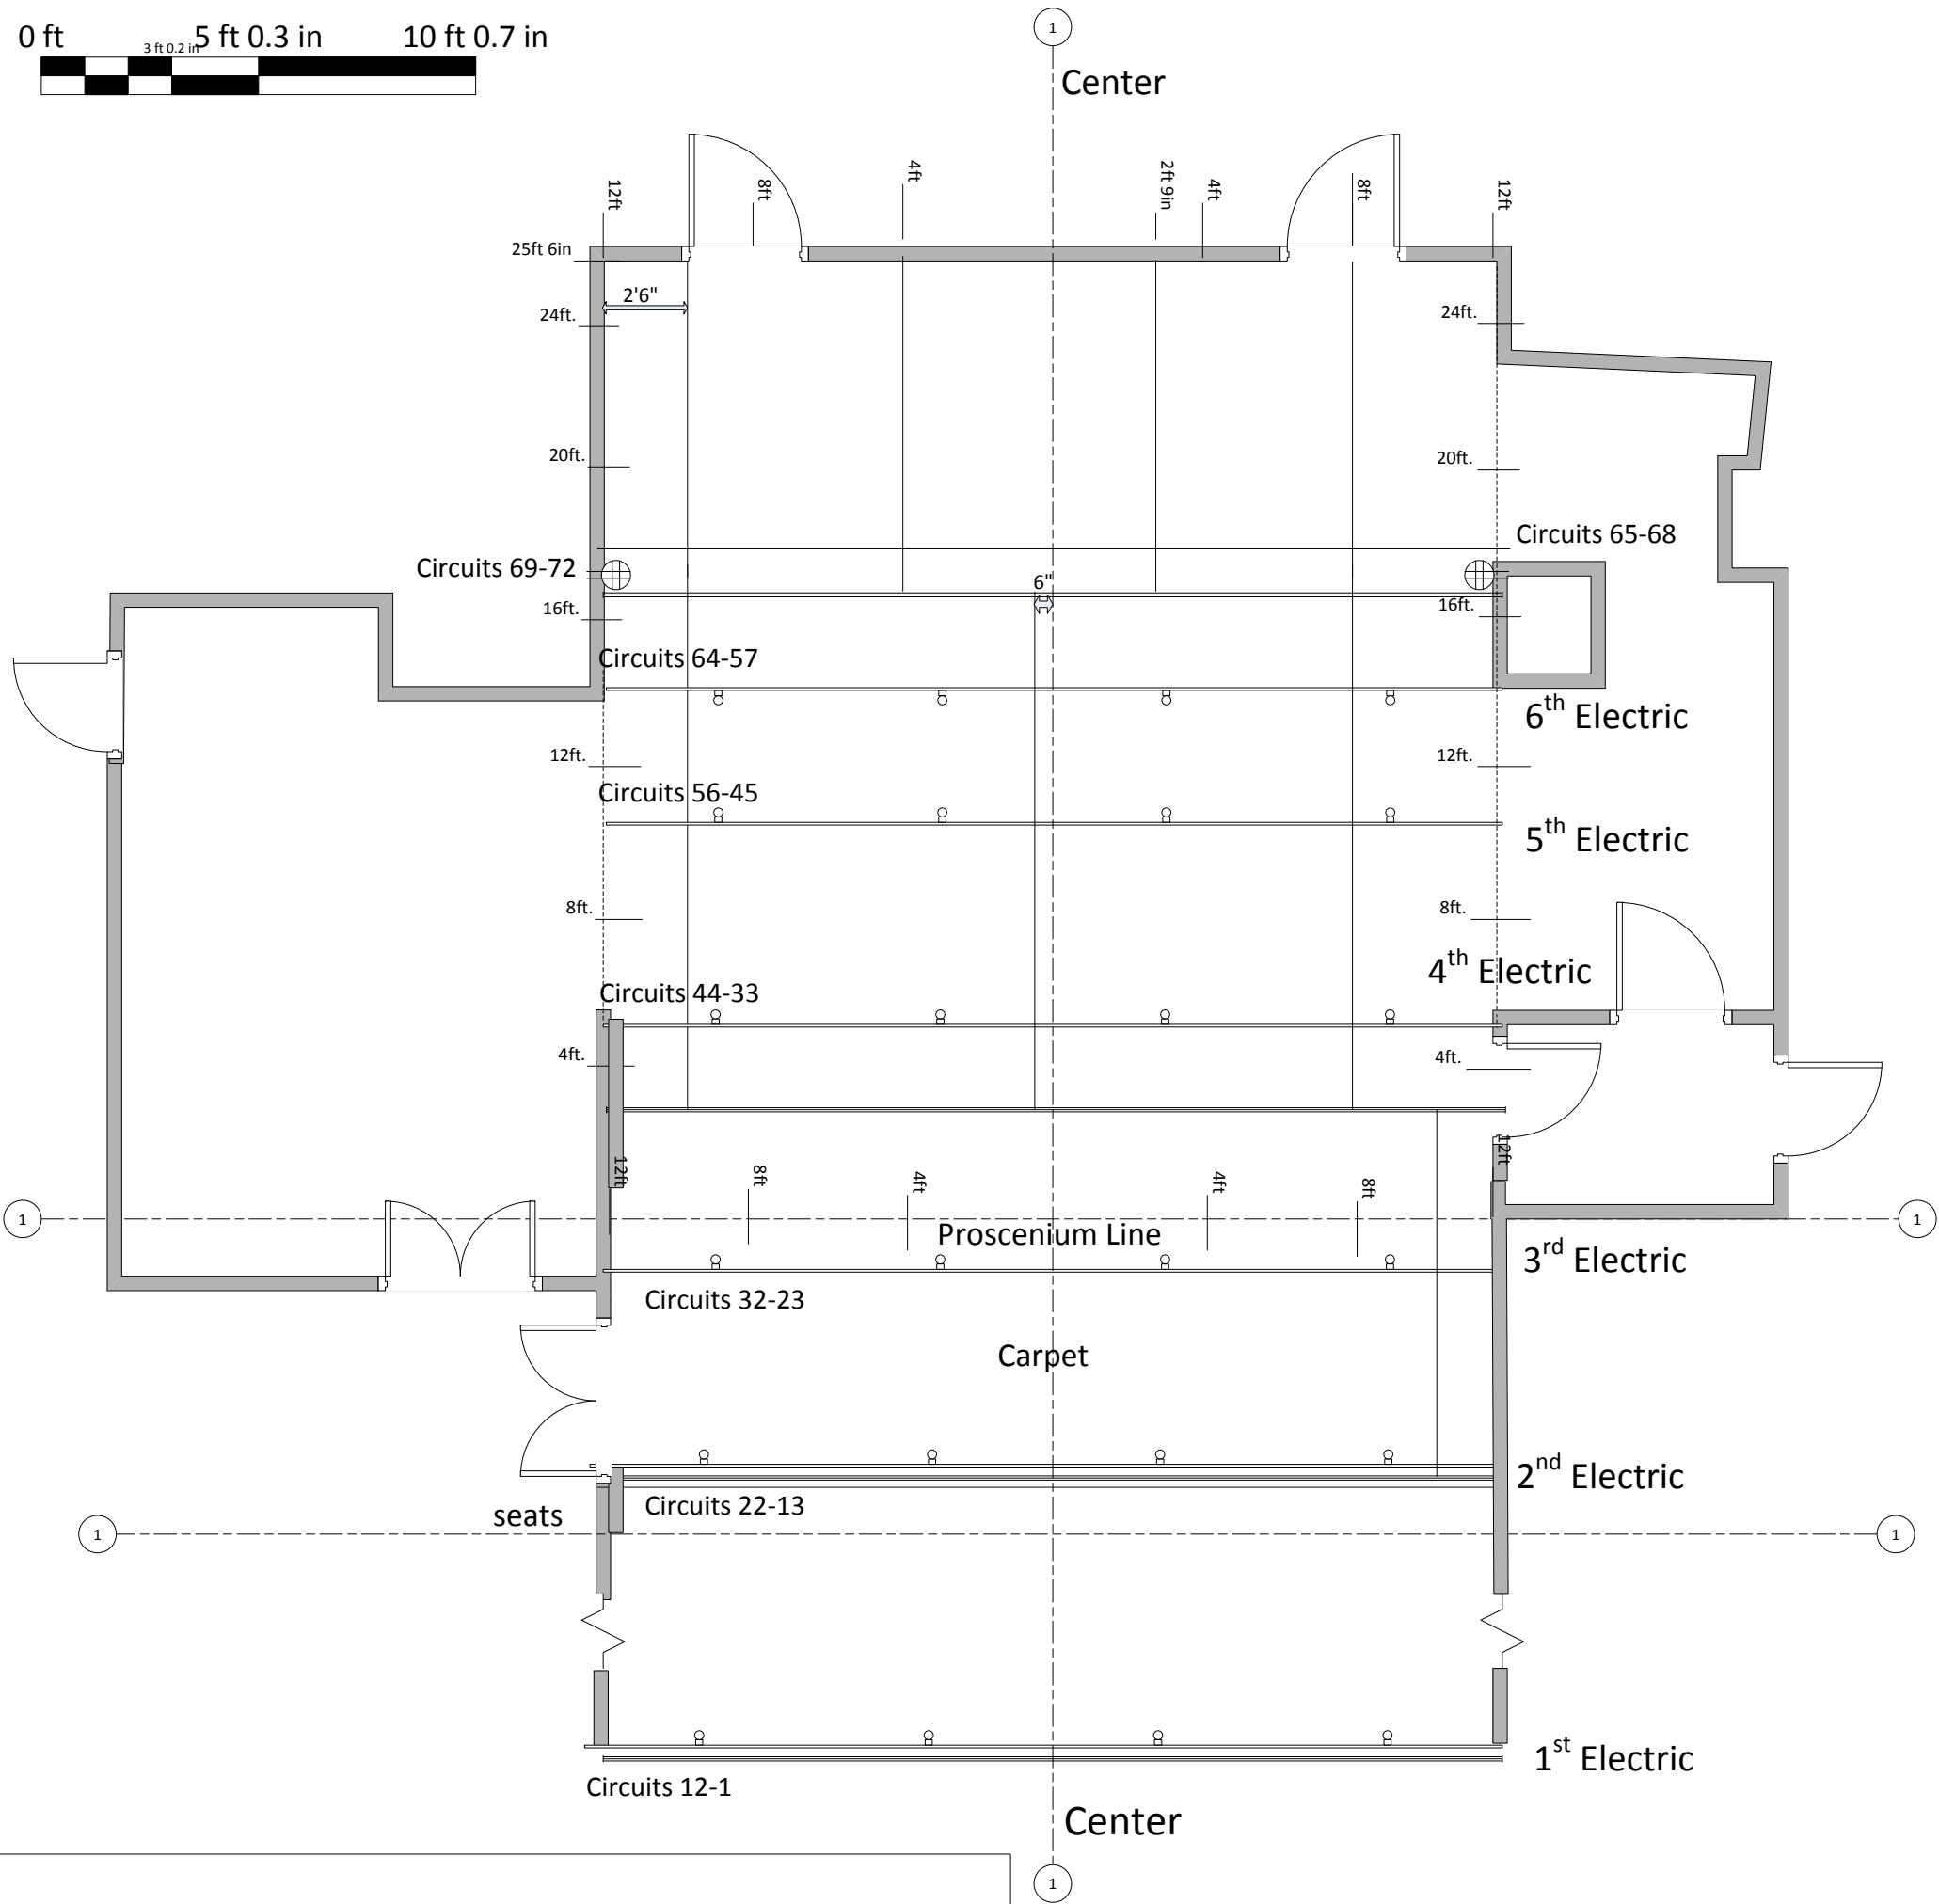 0 ft 3 ft 0.2 in 5 ft 0.3 in 10 ft 0.7 in
1
Center
12ft 8ft 4ft 2ft 9in 4ft 8ft 12ft
25ft 6in
2'6"
24ft. 24ft.
20ft. 20ft.
Circuits 65-68
Circuits 69-72
6"
16ft. 16ft.
Circuits 64-57
6th Electric
12ft. 12ft.
Circuits 56-45
5th Electric
8ft. 8ft.
4th Electric
Circuits 44-33
4ft. 4ft.
12ft 8ft 4ft 4ft 8ft 12ft
1 1
Proscenium Line
3rd Electric
Circuits 32-23
Carpet
2nd Electric
Circuits 22-13
seats
1 1
1st Electric
Circuits 12-1
Center
1